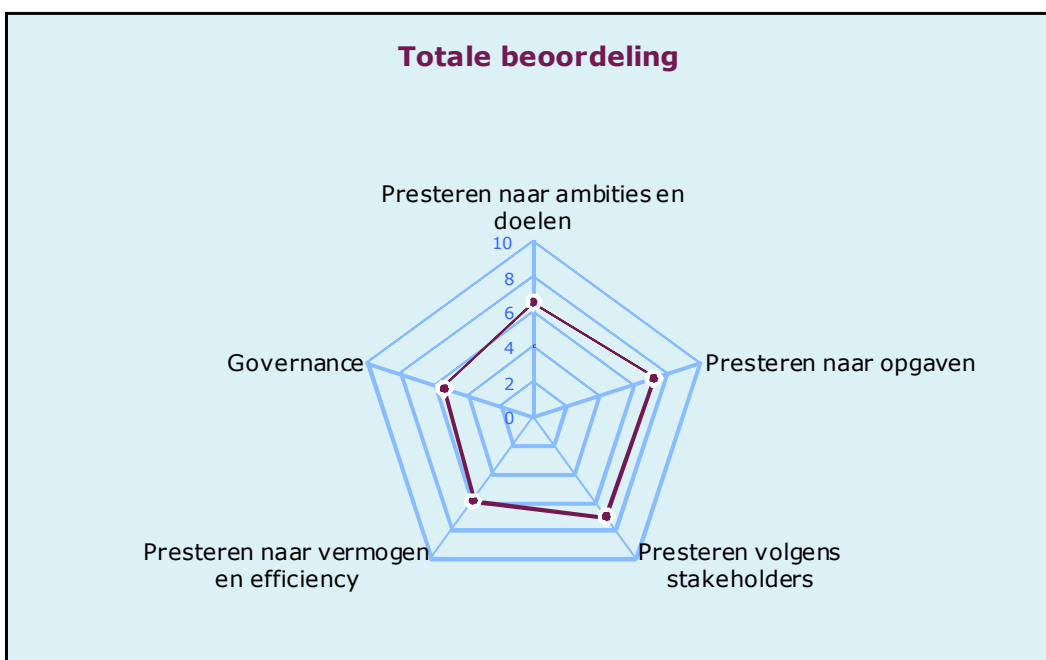 Totale beoordeling
Presteren naar ambities en
doelen
10
8
6
4
2
0
Governance
Presteren naar opgaven
Presteren naar vermogen
en efficiency
Presteren volgens
stakeholders